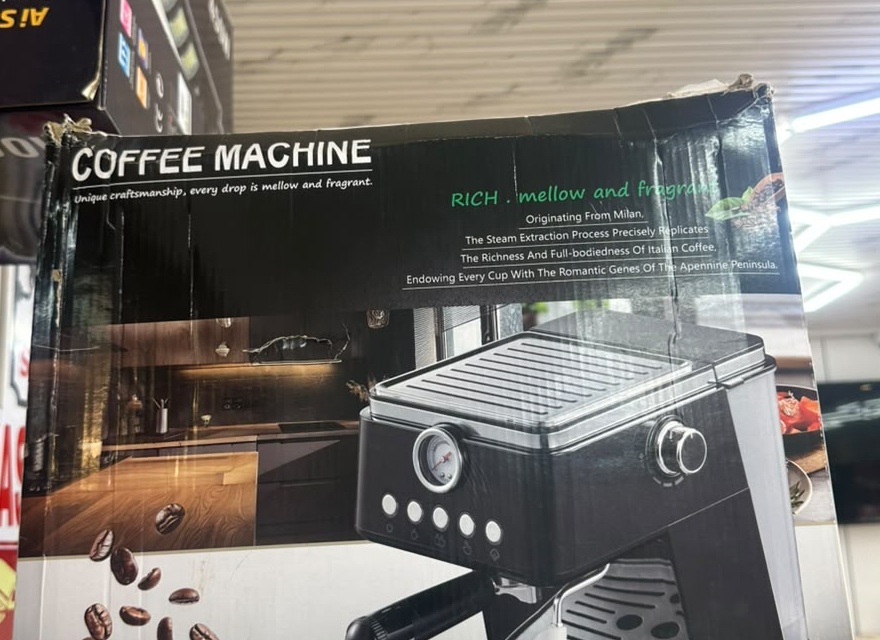 COFFEE MACHINE
Unique craftsmanship, every drop is mellow and fragrant.
RICH . mellow and fragrant
Originating From Milan,
The Steam Extraction Process Precisely Replicates
The Richness And Full-bodiedness Of Italian Coffee,
Endowing Every Cup With The Romantic Genes Of The Apennine Peninsula.